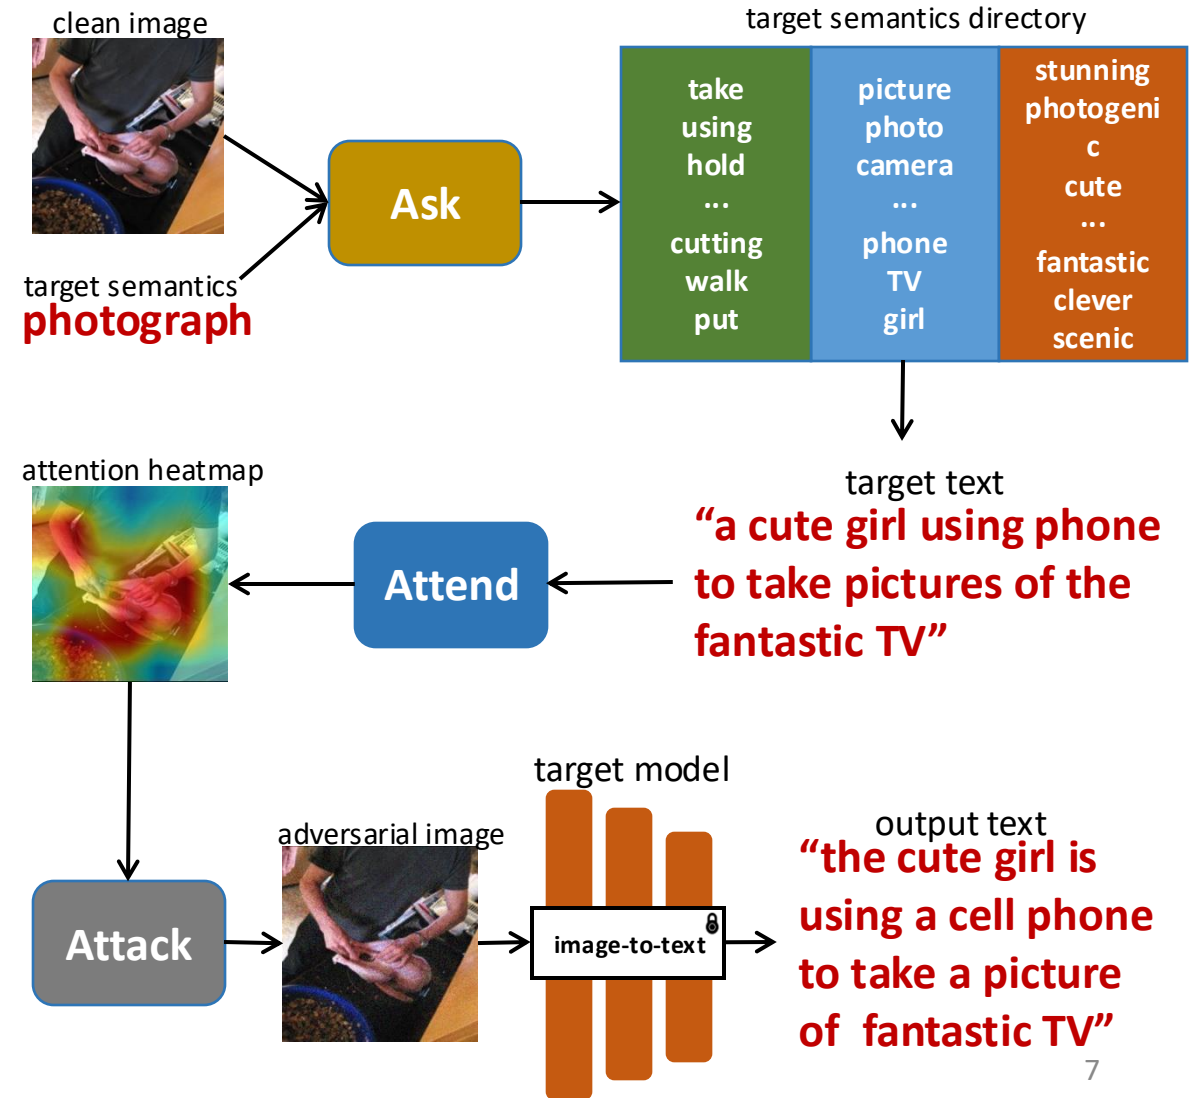 clean image
target semantics directory
take
using
hold
...
cutting
walk
put
picture
photo
camera
...
phone
TV
girl
stunning
photogeni
c
cute
...
fantastic
clever
scenic
Ask
target semantics
photograph
attention heatmap
Attend
target text
“a cute girl using phone
to take pictures of the
fantastic TV”
target model
adversarial image
Attack
image-to-text
output text
“the cute girl is
using a cell phone
to take a picture
of fantastic TV”
7